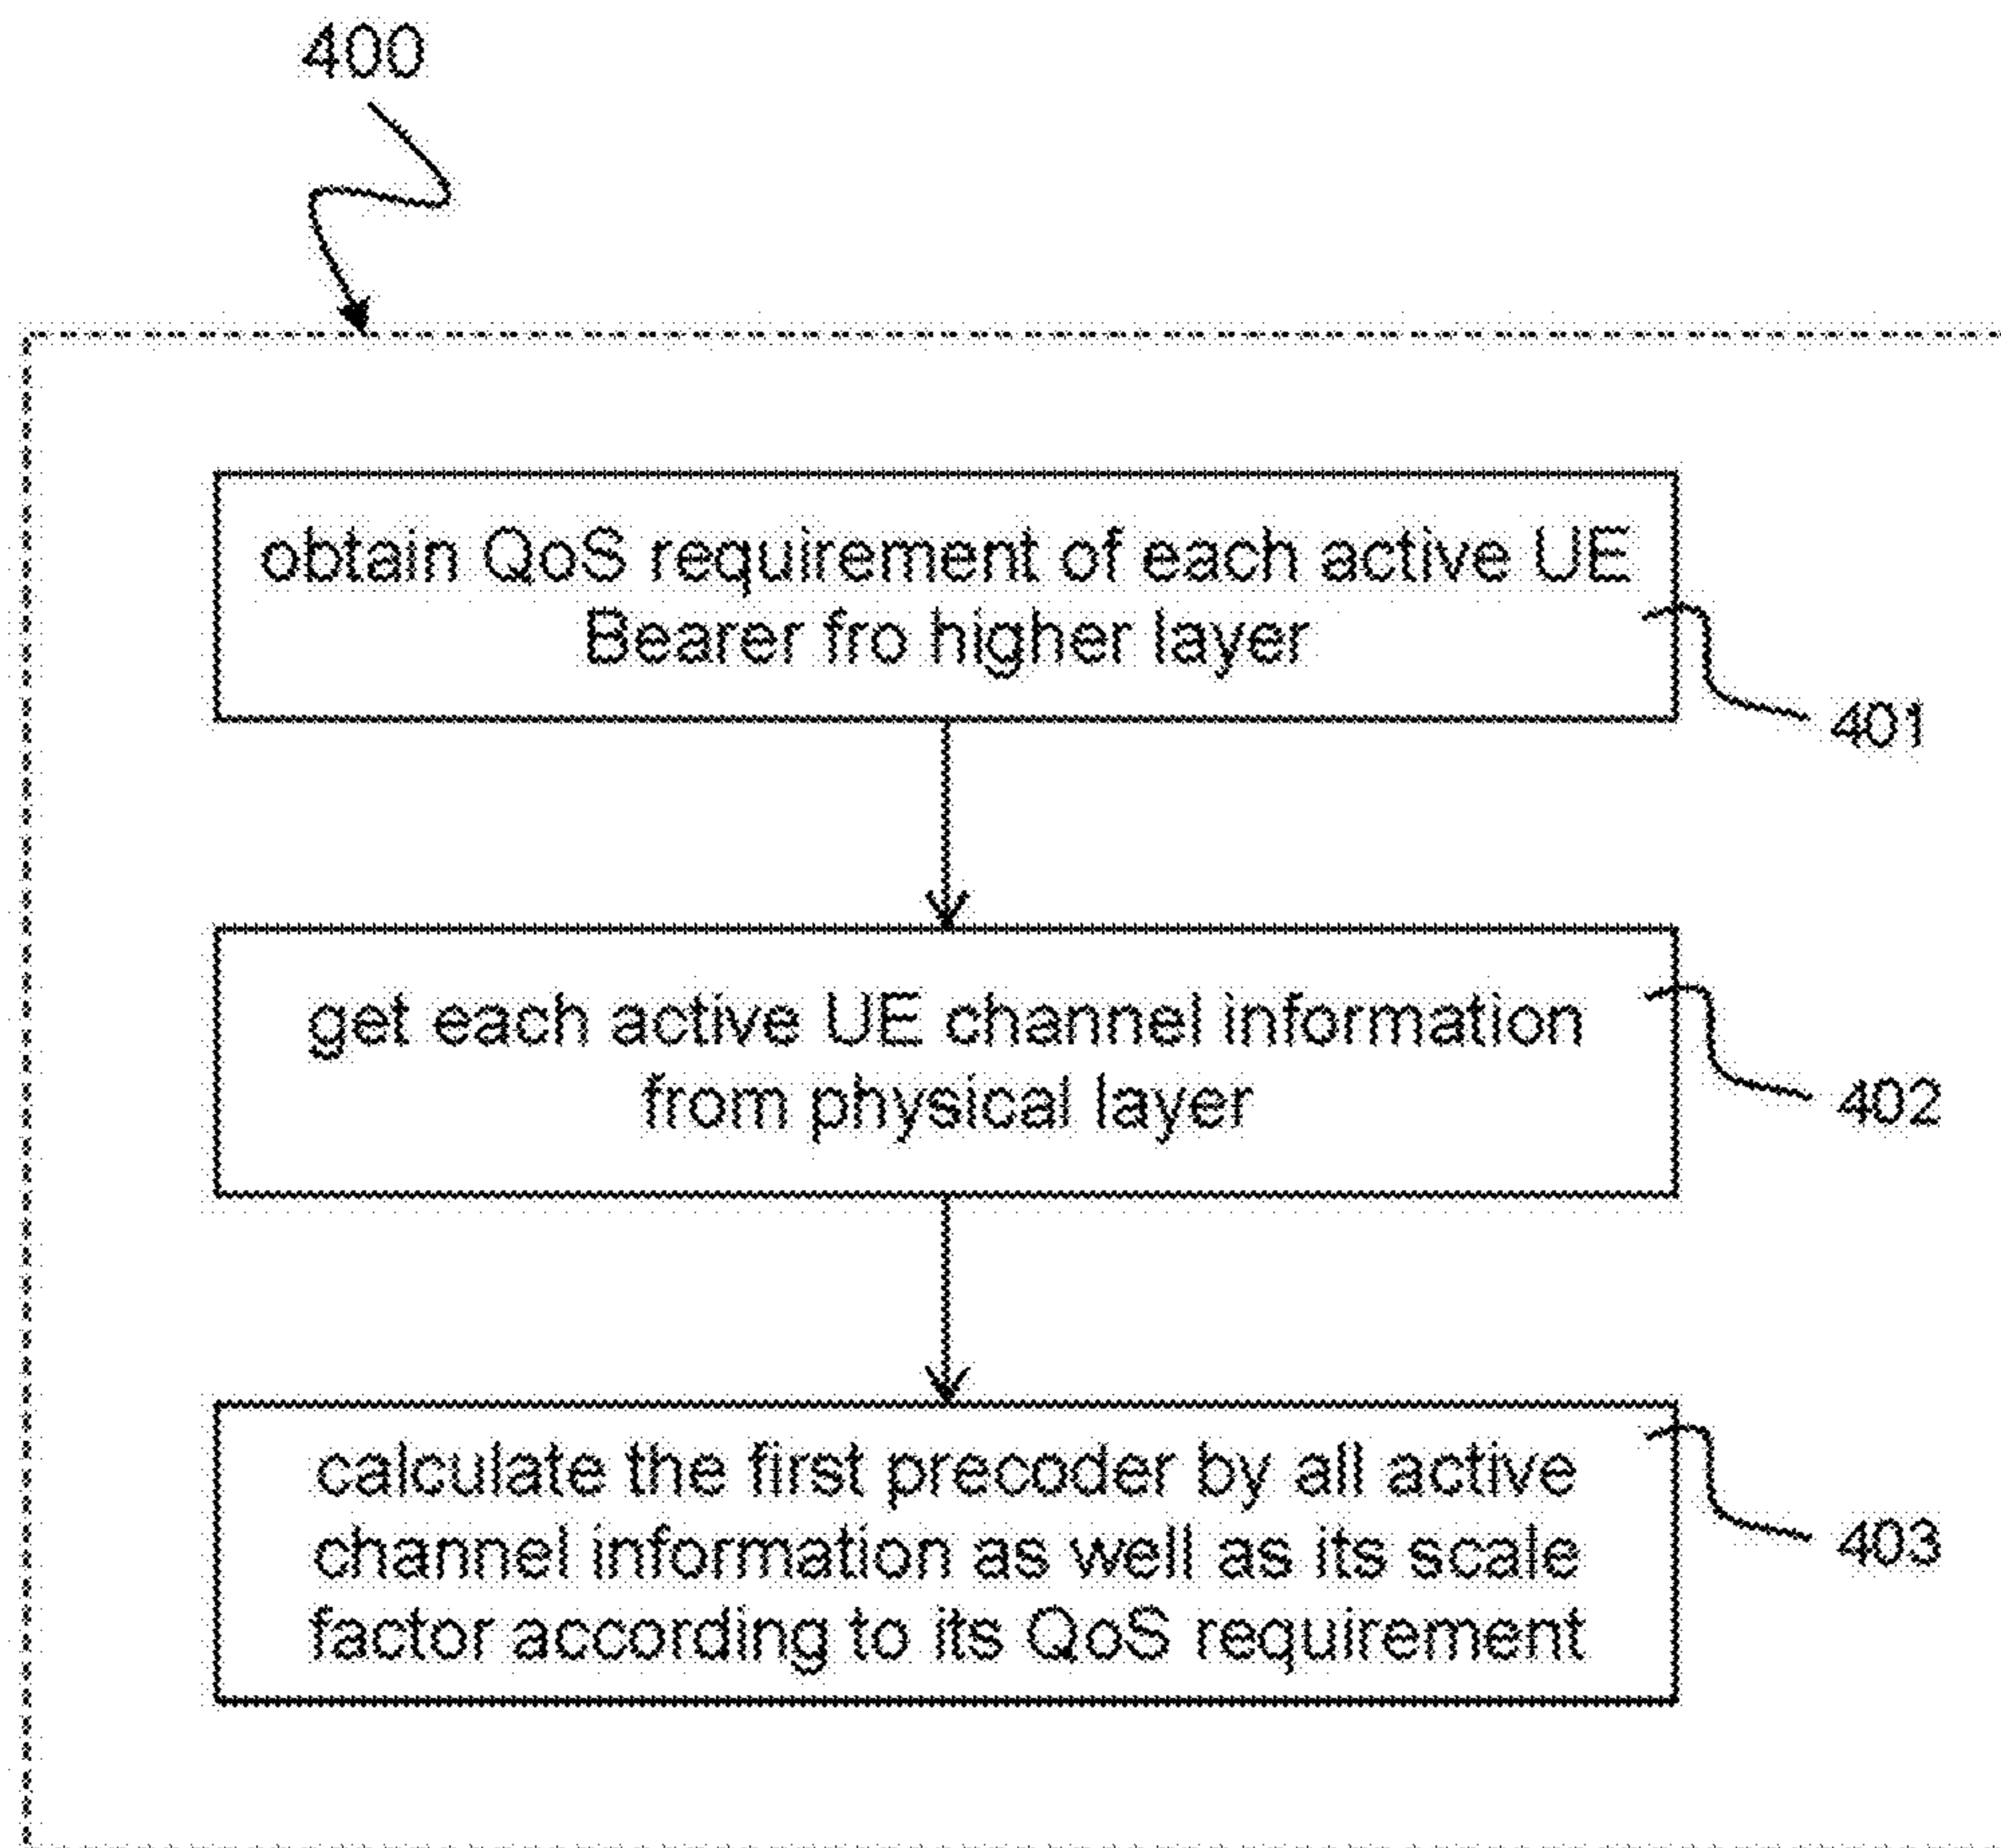 400
obtain QoS requirement of each active UE
Bearer fro higher layer
401
get each active UE channel information
from physical layer
402
calculate the first precoder by all active
channel information as well as its scale
factor according to its QoS requirement
403